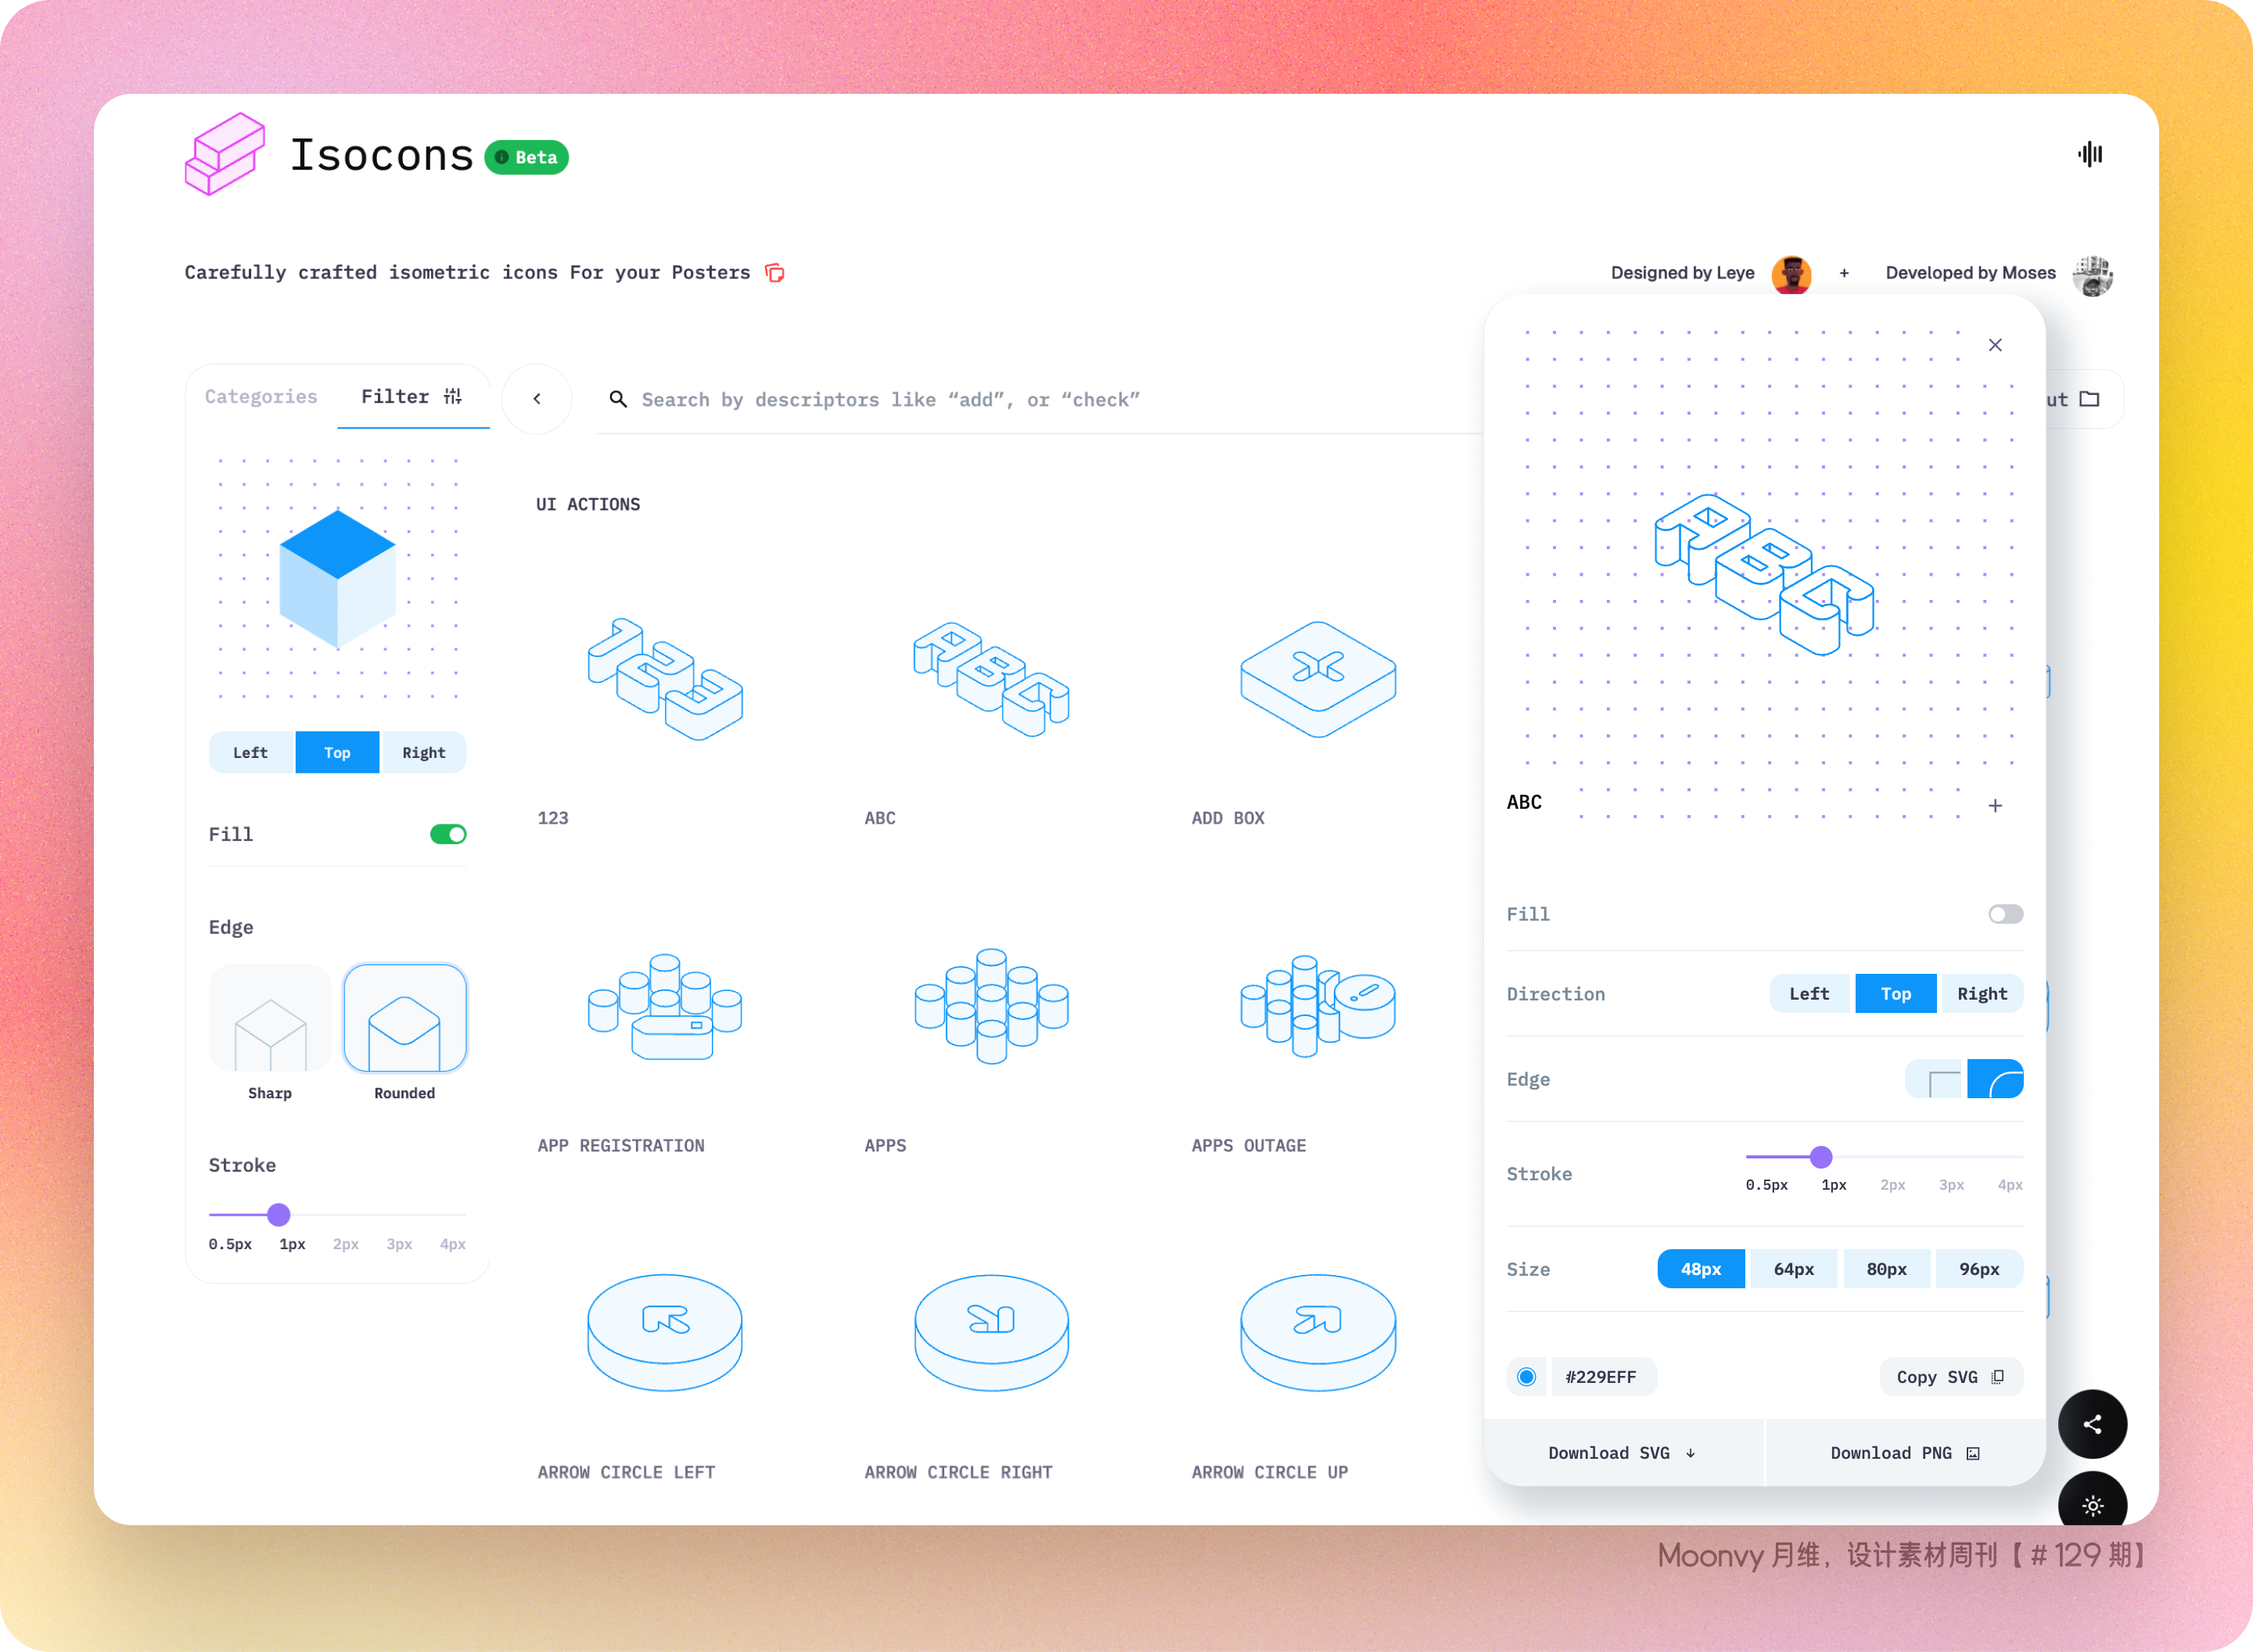 Isocons
Beta
Carefully crafted isometric icons For your Posters
Designed by Leye
+
Developed by Moses
Categories
Filter
Search by descriptors like “add”, or “check”
ut
Left
Top
Right
Fill
Edge
Sharp
Rounded
Stroke
0.5px 1px 2px 3px 4px
UI ACTIONS
123
ABC
ADD BOX
APP REGISTRATION
APPS
APPS OUTAGE
ARROW CIRCLE LEFT
ARROW CIRCLE RIGHT
ARROW CIRCLE UP
ABC
Fill
Direction
Left
Top
Right
Edge
Stroke
0.5px 1px 2px 3px 4px
Size
48px
64px
80px
96px
#229EFF
Copy SVG
Download SVG
Download PNG
Moonvy 月维，设计素材周刊【 # 129 期】